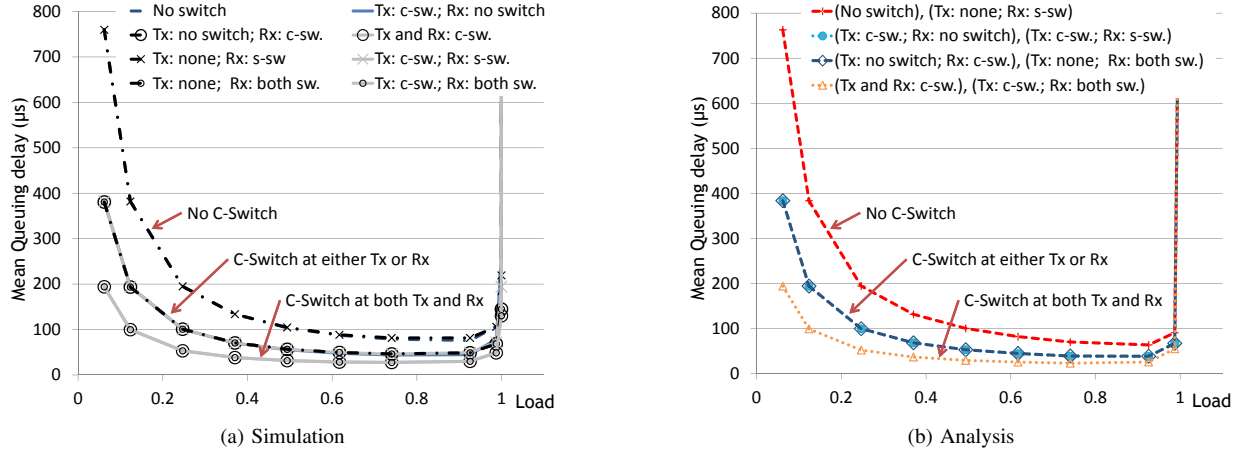 Mean Queuing delay (µs)
800
700
600
500
400
300
200
100
0
No switch
Tx: c-sw.; Rx: no switch
Tx: no switch; Rx: c-sw.
Tx and Rx: c-sw.
Tx: none; Rx: s-sw
Tx: c-sw.; Rx: s-sw.
Tx: none; Rx: both sw.
Tx: c-sw.; Rx: both sw.
No C-Switch
C-Switch at either Tx or Rx
C-Switch at both Tx and Rx
0
0.2
0.4
0.6
0.8
1
Load
(a) Simulation
Mean Queuing delay (µs)
800
700
600
500
400
300
200
100
0
(No switch), (Tx: none; Rx: s-sw)
(Tx: c-sw.; Rx: no switch), (Tx: c-sw.; Rx: s-sw.)
(Tx: no switch; Rx: c-sw.), (Tx: none; Rx: both sw.)
(Tx and Rx: c-sw.), (Tx: c-sw.; Rx: both sw.)
No C-Switch
C-Switch at either Tx or Rx
C-Switch at both Tx and Rx
0
0.2
0.4
0.6
0.8
1
Load
(b) Analysis